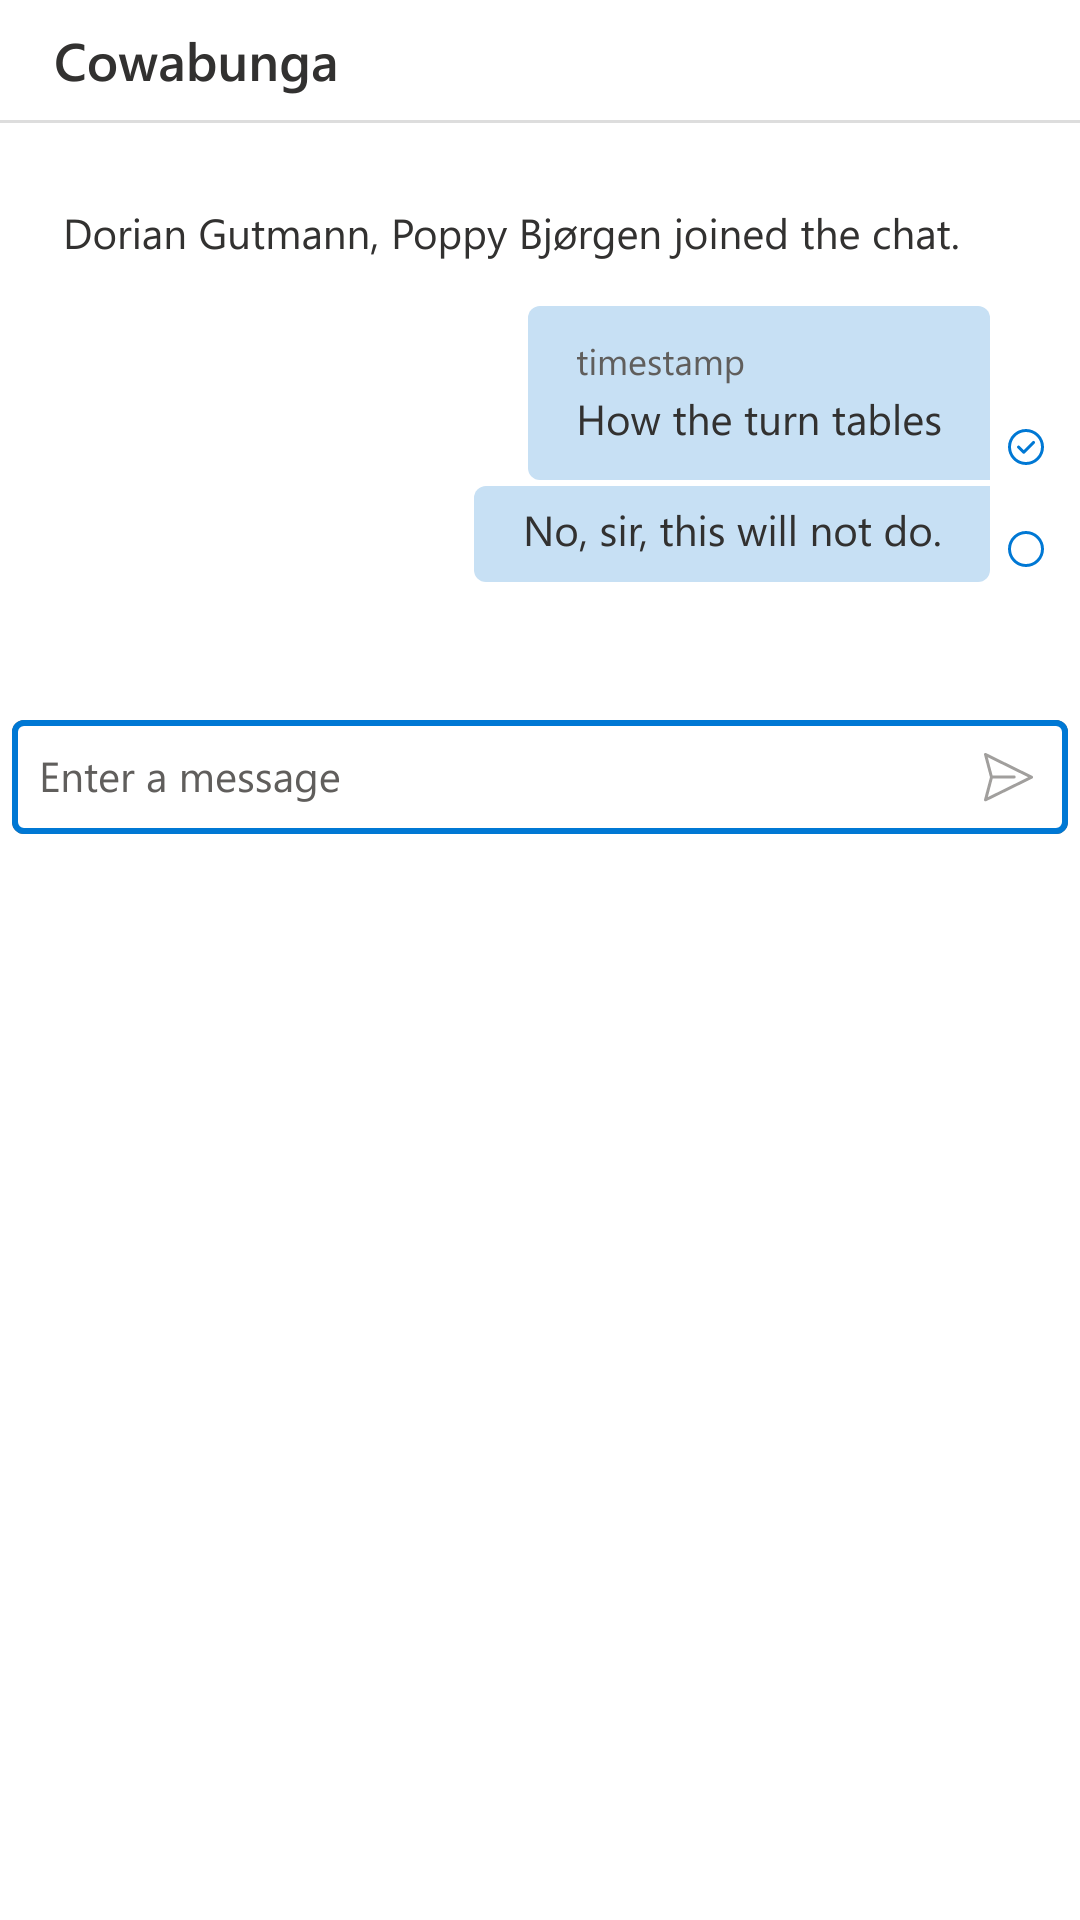 Cowabunga
Dorian Gutmann, Poppy Bjørgen joined the chat.
timestamp
How the turn tables
No, sir, this will not do.
Enter a message